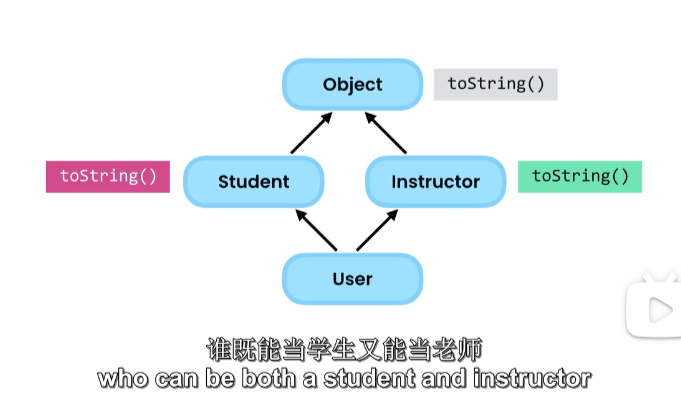 Object
toString()
toString()
Student
Instructor
toString()
User
谁既能当学生又能当老师
who can be both a student and instructor